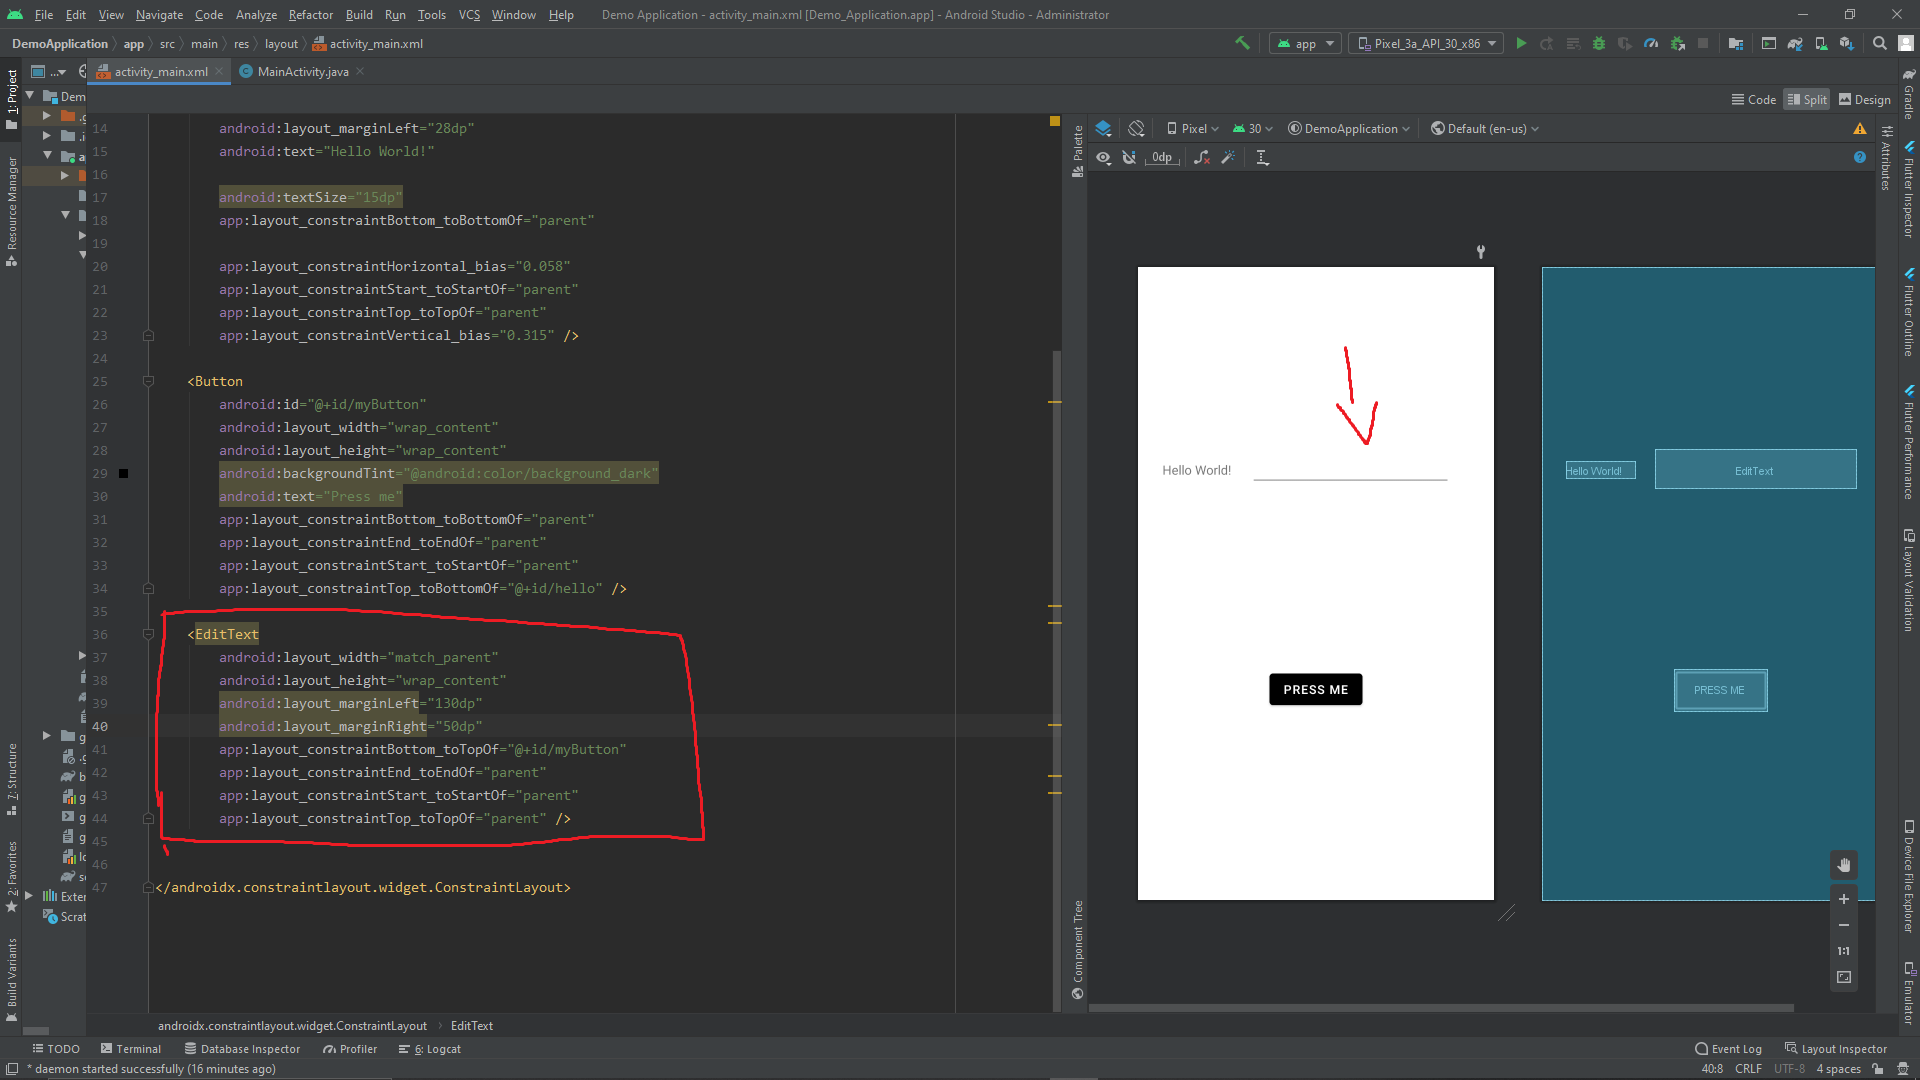 File Edit View Navigate Code Analyze Refactor Build Run Tools VCS Window Help Demo Application - activity_main.xml [Demo_Application.app] - Android Studio - Administrator
DemoApplication app src main res layout activity_main.xml app Pixel_3a_API_30_x86
... activity_main.xml MainActivity.java
Code Split Design
Pixel 30 DemoApplication Default (en-us)
0dp
1: Project
Resource Manager
7: Structure
2: Favorites
Build Variants
Dem
Exter
Scrat
14 android:layout_marginLeft="28dp"
15 android:text="Hello World!"
16
17 android:textSize="15dp"
18 app:layout_constraintBottom_toBottomOf="parent"
19
20 app:layout_constraintHorizontal_bias="0.058"
21 app:layout_constraintStart_toStartOf="parent"
22 app:layout_constraintTop_toTopOf="parent"
23 app:layout_constraintVertical_bias="0.315" />
24
25 <Button
26 android:id="@+id/myButton"
27 android:layout_width="wrap_content"
28 android:layout_height="wrap_content"
29 android:backgroundTint="@android:color/background_dark"
30 android:text="Press me"
31 app:layout_constraintBottom_toBottomOf="parent"
32 app:layout_constraintEnd_toEndOf="parent"
33 app:layout_constraintStart_toStartOf="parent"
34 app:layout_constraintTop_toBottomOf="@+id/hello" />
35
36 <EditText
37 android:layout_width="match_parent"
38 android:layout_height="wrap_content"
39 android:layout_marginLeft="130dp"
40 android:layout_marginRight="50dp"
41 app:layout_constraintBottom_toTopOf="@+id/myButton"
42 app:layout_constraintEnd_toEndOf="parent"
43 app:layout_constraintStart_toStartOf="parent"
44 app:layout_constraintTop_toTopOf="parent" />
45
46
47 </androidx.constraintlayout.widget.ConstraintLayout>
Palette
Component Tree
Hello World!
PRESS ME
Hello World! EditText
PRESS ME
1:1
Attributes
Gradle
Flutter Inspector
Flutter Outline
Flutter Performance
Layout Validation
Device File Explorer
Emulator
androidx.constraintlayout.widget.ConstraintLayout EditText
TODO Terminal Database Inspector Profiler 6: Logcat Event Log Layout Inspector
* daemon started successfully (16 minutes ago) 40:8 CRLF UTF-8 4 spaces